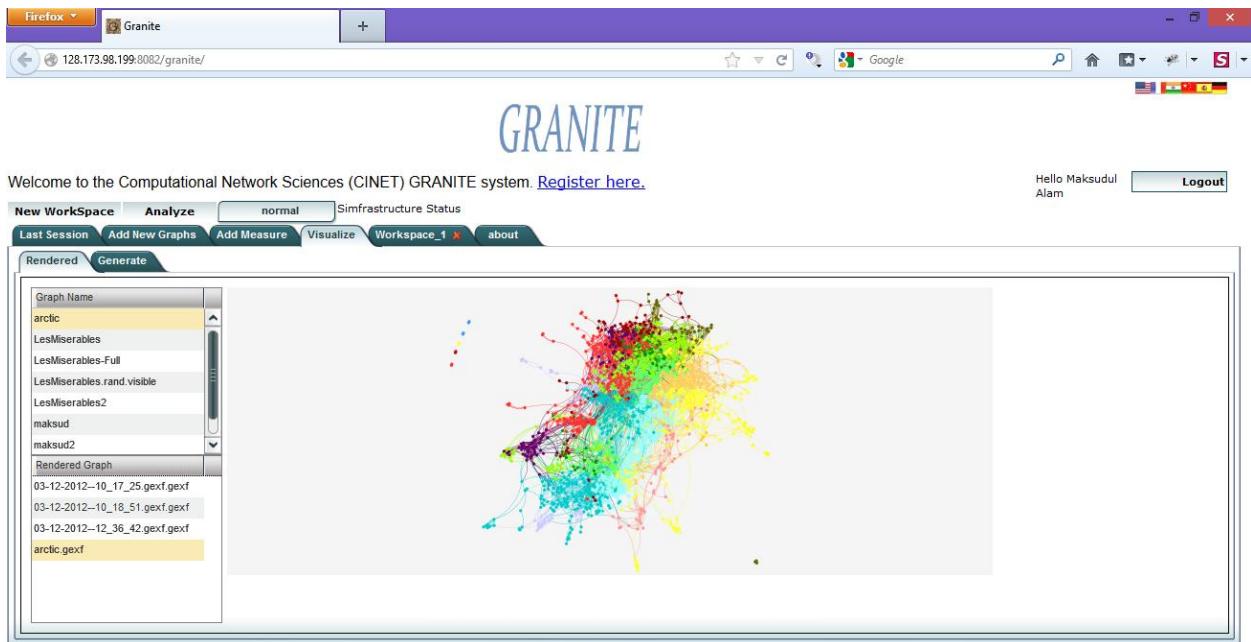 Firefox
Granite
128.173.98.199:8082/granite/
Google
GRANITE
Welcome to the Computational Network Sciences (CINET) GRANITE system. Register here.
Hello Maksudul
Alam
Logout
New WorkSpace Analyze normal Simfrastructure Status
Last Session Add New Graphs Add Measure Visualize Workspace_1 about
Rendered Generate
Graph Name
arctic
LesMiserables
LesMiserables-Full
LesMiserables.rand.visible
LesMiserables2
maksud
maksud2
Rendered Graph
03-12-2012--10_17_25.gexf.gexf
03-12-2012--10_18_51.gexf.gexf
03-12-2012--12_36_42.gexf.gexf
arctic.gexf